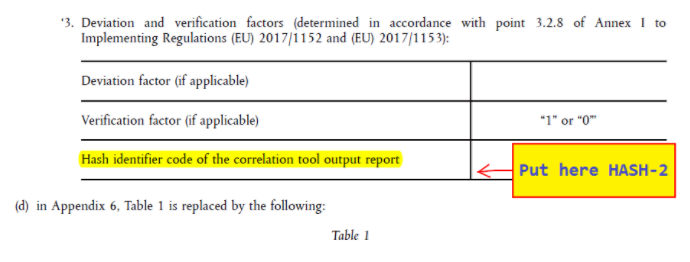 ‘3. Deviation and verification factors (determined in accordance with point 3.2.8 of Annex I to
Implementing Regulations (EU) 2017/1152 and (EU) 2017/1153):
Deviation factor (if applicable)
Verification factor (if applicable) “1” or “0”’
Hash identifier code of the correlation tool output report
Put here HASH-2
(d) in Appendix 6, Table 1 is replaced by the following:
Table 1